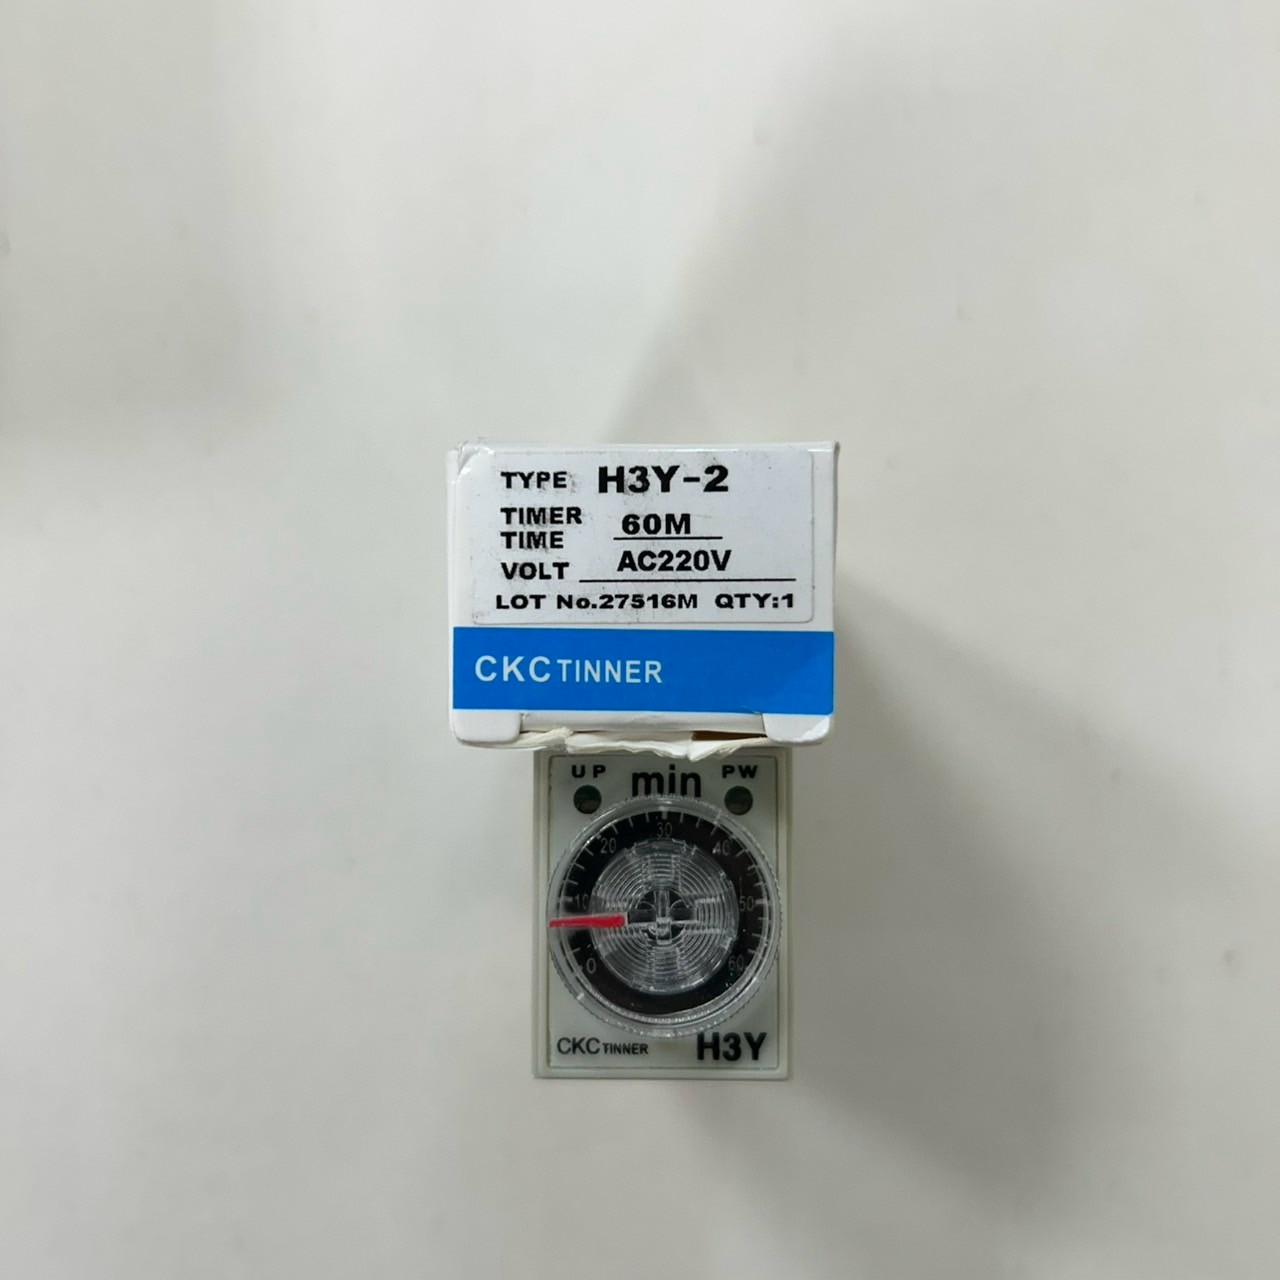 TYPE H3Y-2
TIMER TIME 60M
VOLT AC220V
LOT No.27516M QTY:1
CKC TINNER
UP min PW
0 10 20 30 40 50 60
CKC TINNER H3Y